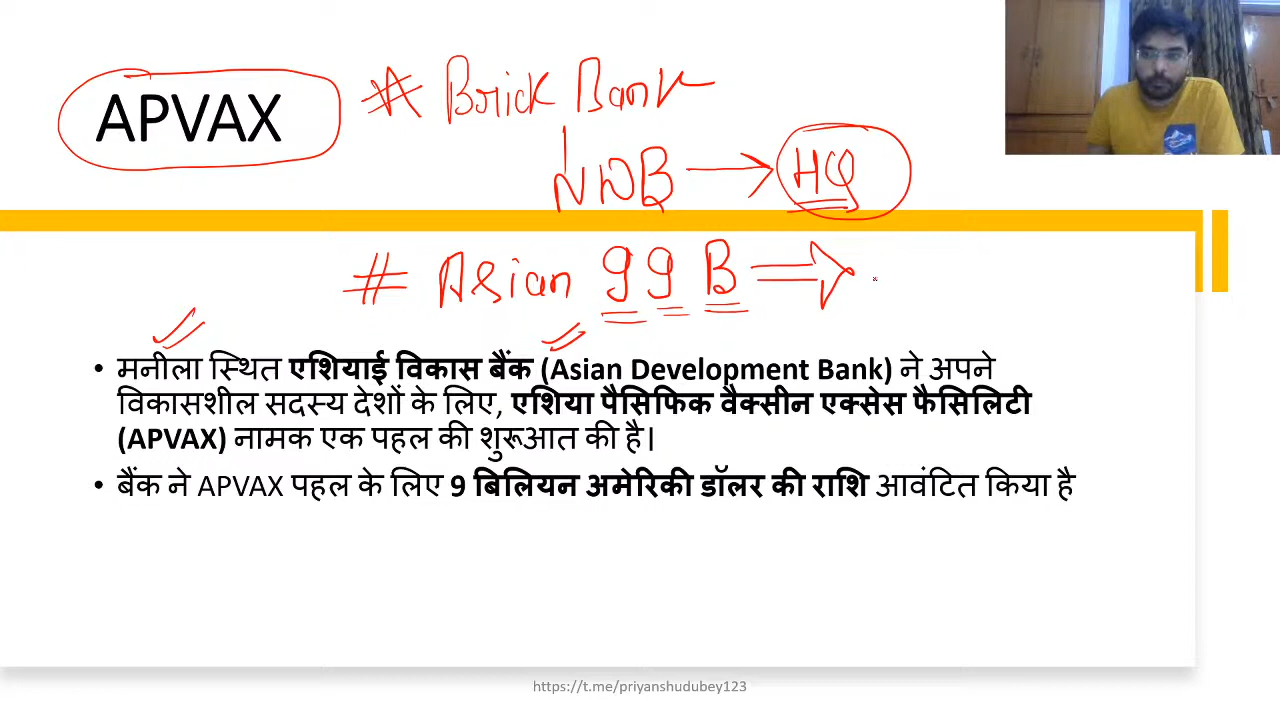 APVAX
# Brick Bank
NDB → HQ
# Asian 99 B ⇒
• मनीला स्थित एशियाई विकास बैंक (Asian Development Bank) ने अपने
विकासशील सदस्य देशों के लिए, एशिया पैसिफिक वैक्सीन एक्सेस फैसिलिटी
(APVAX) नामक एक पहल की शुरूआत की है।
• बैंक ने APVAX पहल के लिए 9 बिलियन अमेरिकी डॉलर की राशि आवंटित किया है
https://t.me/priyanshudubey123